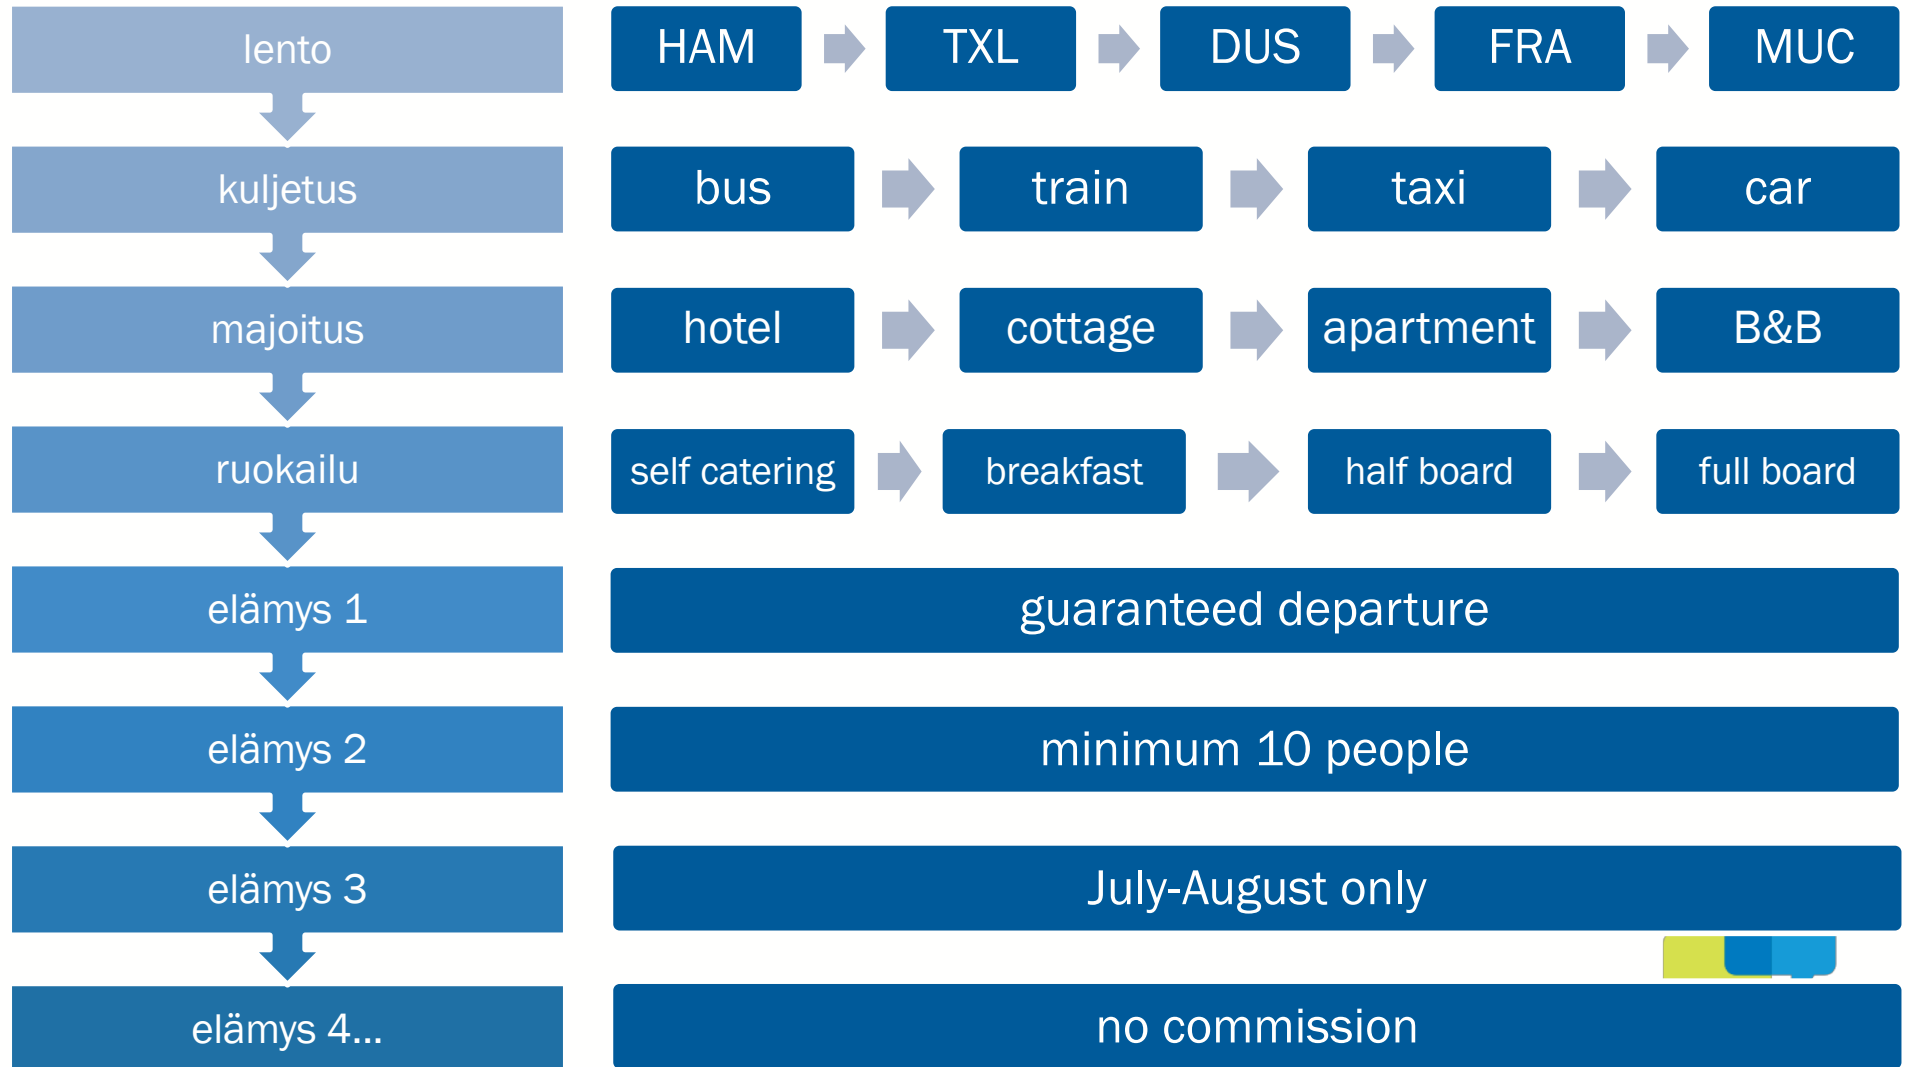 lento
HAM TXL DUS FRA MUC
kuljetus
bus train taxi car
majoitus
hotel cottage apartment B&B
ruokailu
self catering breakfast half board full board
elämys 1
guaranteed departure
elämys 2
minimum 10 people
elämys 3
July-August only
elämys 4...
no commission